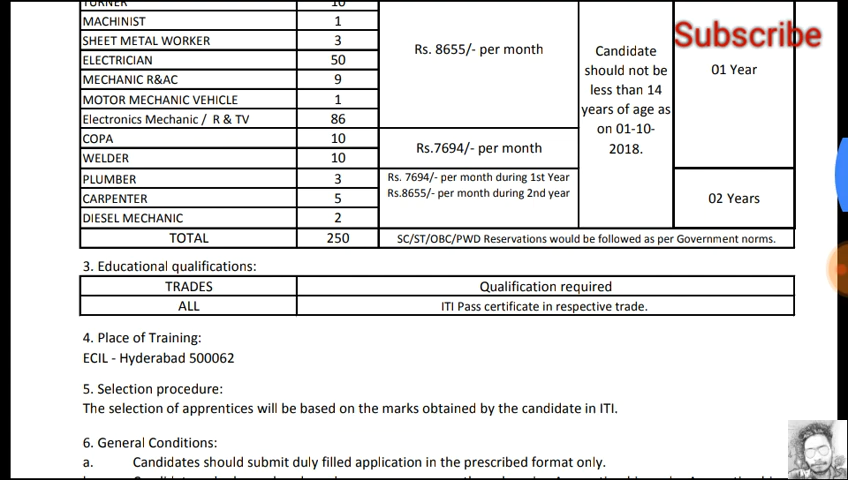 TURNER 10
Subscribe
MACHINIST 1
SHEET METAL WORKER 3
Rs. 8655/- per month
Candidate
ELECTRICIAN 50
should not be
01 Year
MECHANIC R&AC 9
less than 14
MOTOR MECHANIC VEHICLE 1
years of age as
Electronics Mechanic / R & TV 86
on 01-10-
COPA 10
Rs.7694/- per month
2018.
WELDER 10
PLUMBER 3
Rs. 7694/- per month during 1st Year
Rs.8655/- per month during 2nd year
CARPENTER 5
02 Years
DIESEL MECHANIC 2
TOTAL 250 SC/ST/OBC/PWD Reservations would be followed as per Government norms.
3. Educational qualifications:
TRADES Qualification required
ALL ITI Pass certificate in respective trade.
4. Place of Training:
ECIL - Hyderabad 500062
5. Selection procedure:
The selection of apprentices will be based on the marks obtained by the candidate in ITI.
6. General Conditions:
a. Candidates should submit duly filled application in the prescribed format only.